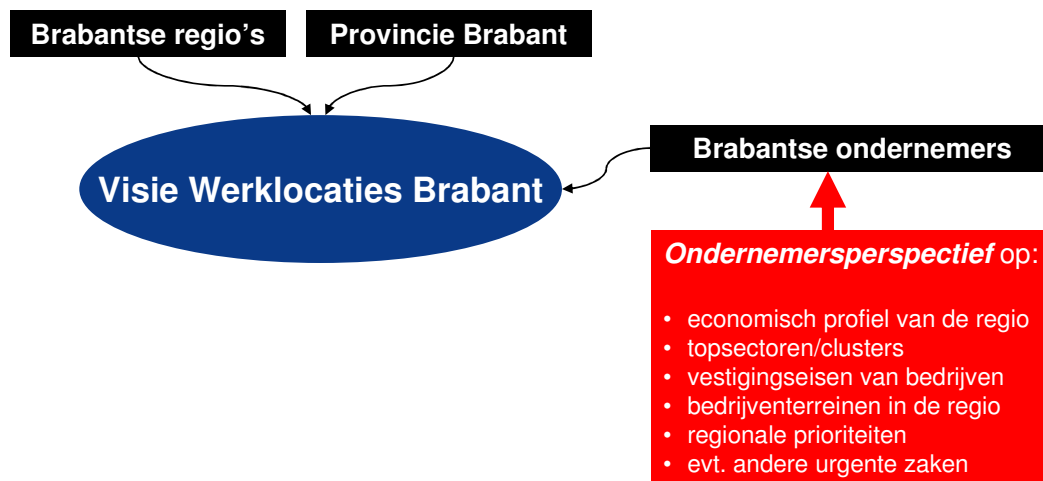 Brabantse regio's
Provincie Brabant
Brabantse ondernemers
Visie Werklocaties Brabant
Ondernemersperspectief op:
• economisch profiel van de regio
• topsectoren/clusters
• vestigingseisen van bedrijven
• bedrijventerreinen in de regio
• regionale prioriteiten
• evt. andere urgente zaken